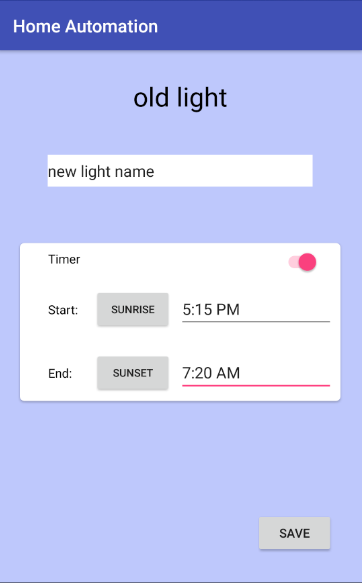 Home Automation
old light
new light name
Timer
Start: SUNRISE 5:15 PM
End: SUNSET 7:20 AM
SAVE